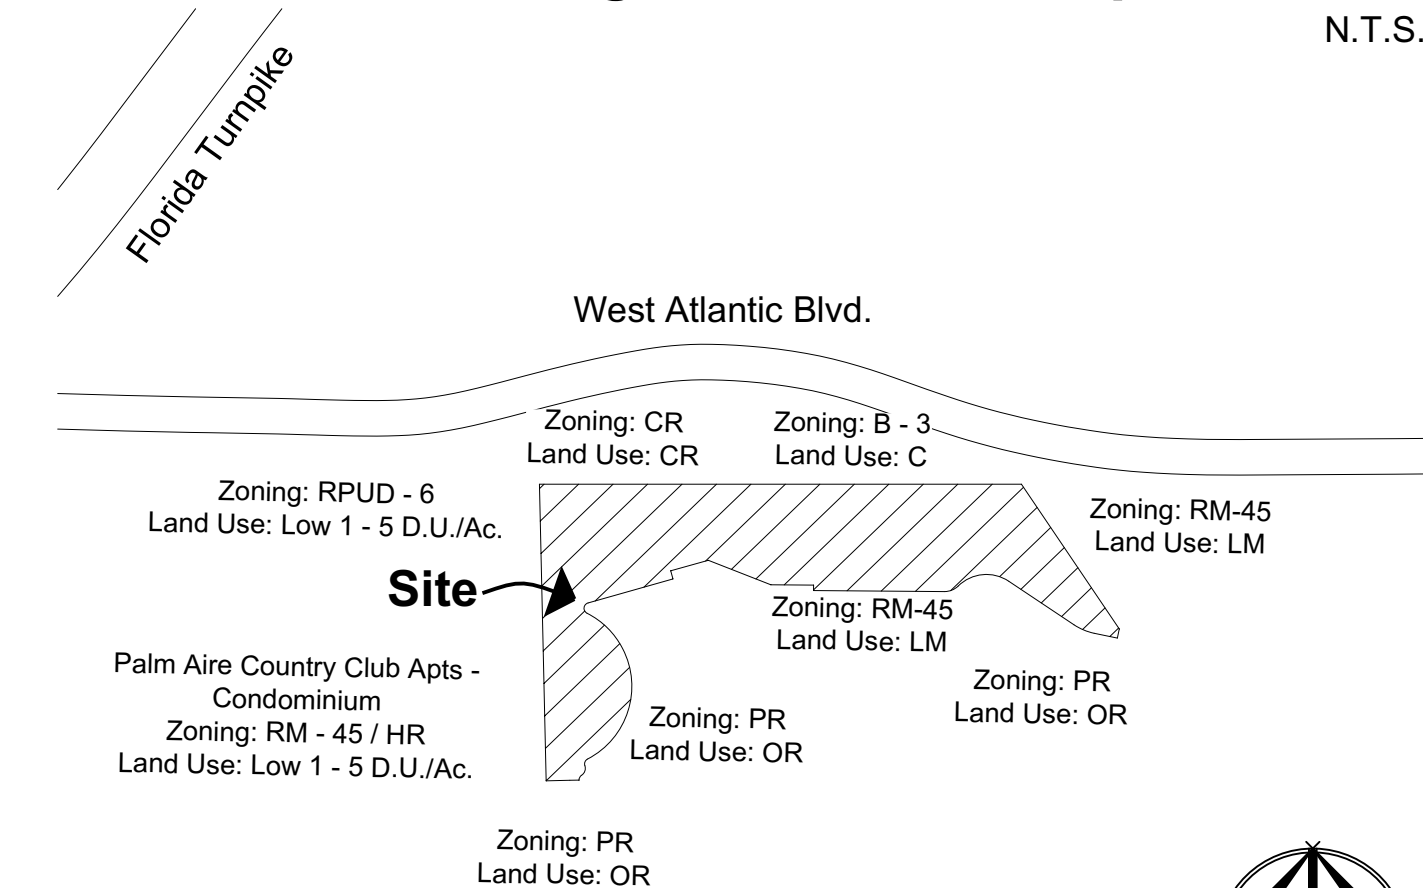 N.T.S.
Florida Turnpike
West Atlantic Blvd.
Zoning: CR
Land Use: CR
Zoning: B - 3
Land Use: C
Zoning: RPUD - 6
Land Use: Low 1 - 5 D.U./Ac.
Zoning: RM-45
Land Use: LM
Site
Zoning: RM-45
Land Use: LM
Palm Aire Country Club Apts -
Condominium
Zoning: RM - 45 / HR
Land Use: Low 1 - 5 D.U./Ac.
Zoning: PR
Land Use: OR
Zoning: PR
Land Use: OR
Zoning: PR
Land Use: OR